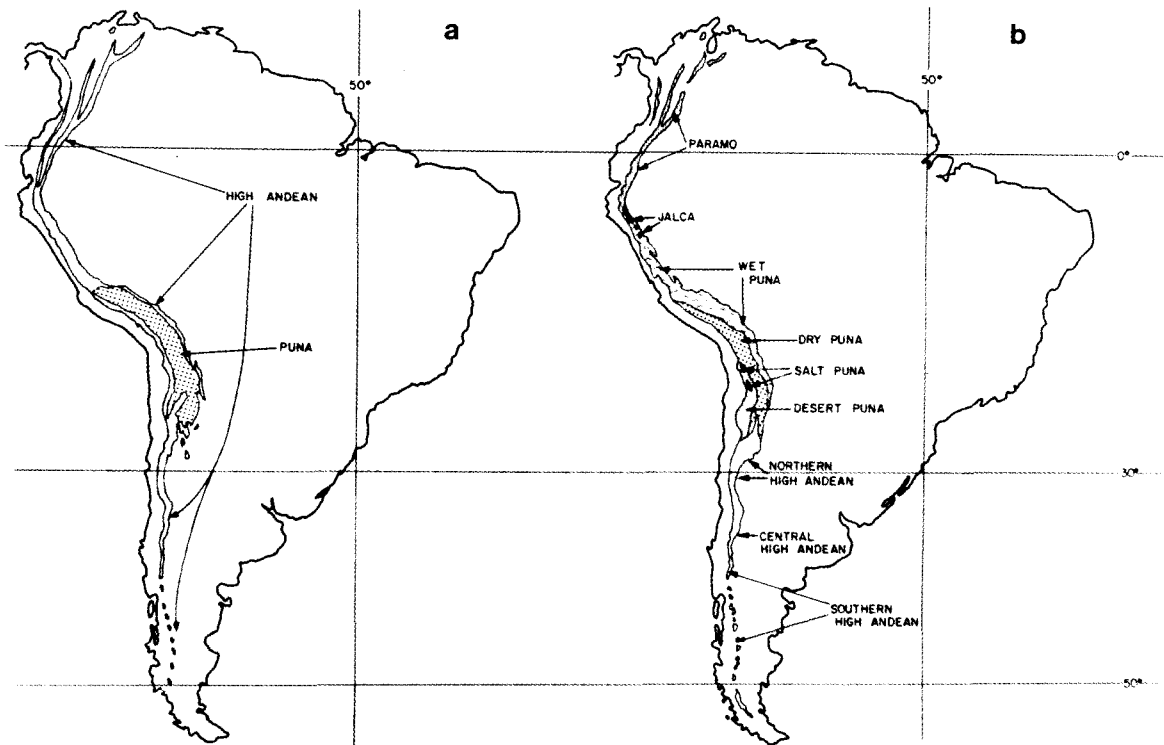 a
50°
HIGH ANDEAN
PUNA
b
50°
PARAMO
0°
JALCA
WET
PUNA
DRY PUNA
SALT PUNA
DESERT PUNA
NORTHERN
HIGH ANDEAN
30°
CENTRAL
HIGH ANDEAN
SOUTHERN
HIGH ANDEAN
50°